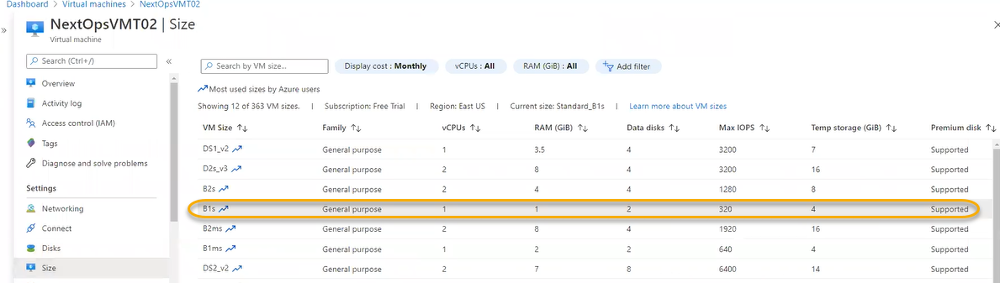 Dashboard > Virtual machines > NextOpsVMT02
NextOpsVMT02 | Size
Virtual machine
Search (Ctrl+/)
Overview
Activity log
Access control (IAM)
Tags
Diagnose and solve problems
Settings
Networking
Connect
Disks
Size
Search by VM size... Display cost : Monthly vCPUs : All RAM (GiB) : All Add filter
Most used sizes by Azure users
Showing 12 of 363 VM sizes. | Subscription: Free Trial | Region: East US | Current size: Standard_B1s | Learn more about VM sizes
VM Size Family vCPUs RAM (GiB) Data disks Max IOPS Temp storage (GiB) Premium disk
DS1_v2 General purpose 1 3.5 4 3200 7 Supported
D2s_v3 General purpose 2 8 4 3200 16 Supported
B2s General purpose 2 4 4 1280 8 Supported
B1s General purpose 1 1 2 320 4 Supported
B2ms General purpose 2 8 4 1920 16 Supported
B1ms General purpose 1 2 2 640 4 Supported
DS2_v2 General purpose 2 7 8 6400 14 Supported